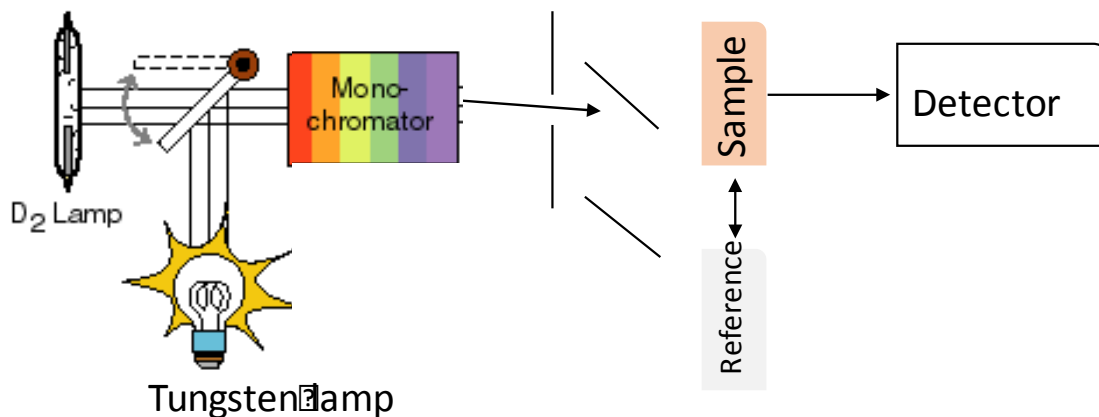 Mono-
chromator
Sample
Detector
D2 Lamp
Reference
Tungsten⍰lamp